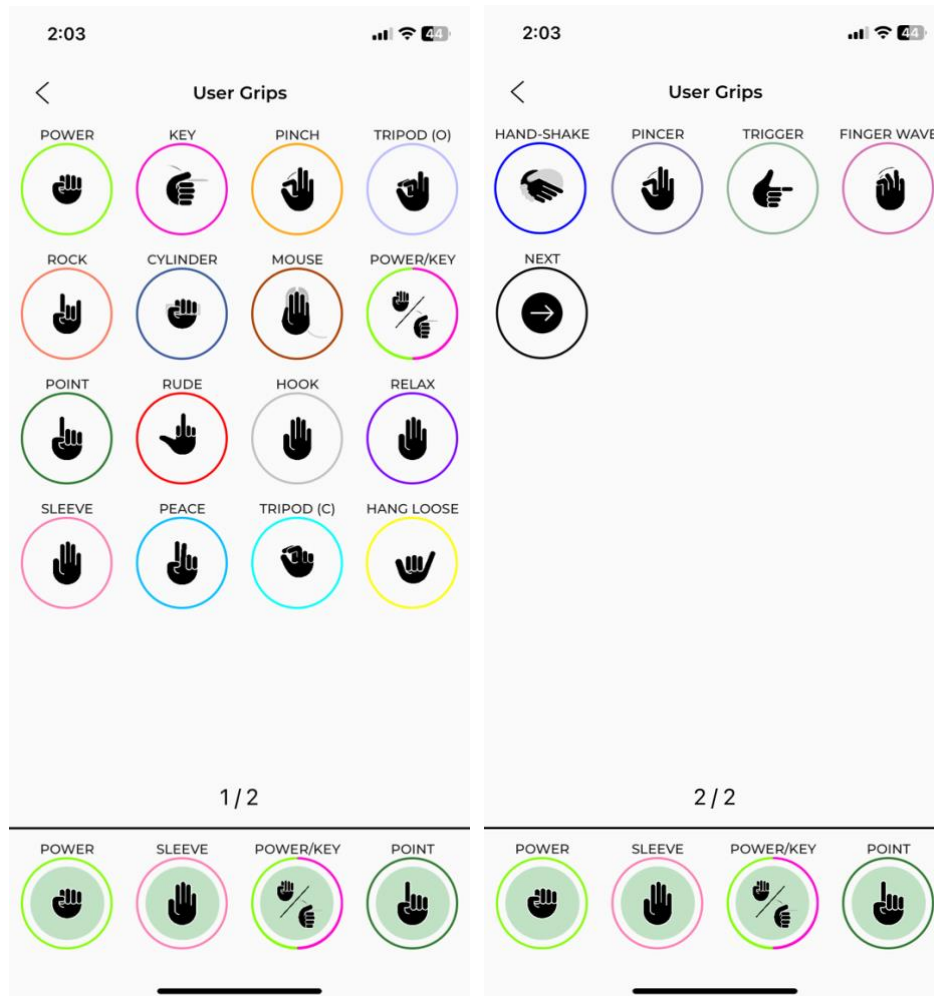 2:03
44
User Grips
POWER KEY PINCH TRIPOD (O)
ROCK CYLINDER MOUSE POWER/KEY
POINT RUDE HOOK RELAX
SLEEVE PEACE TRIPOD (C) HANG LOOSE
1/2
POWER SLEEVE POWER/KEY POINT
2:03
44
User Grips
HAND-SHAKE PINCER TRIGGER FINGER WAVE
NEXT
2/2
POWER SLEEVE POWER/KEY POINT